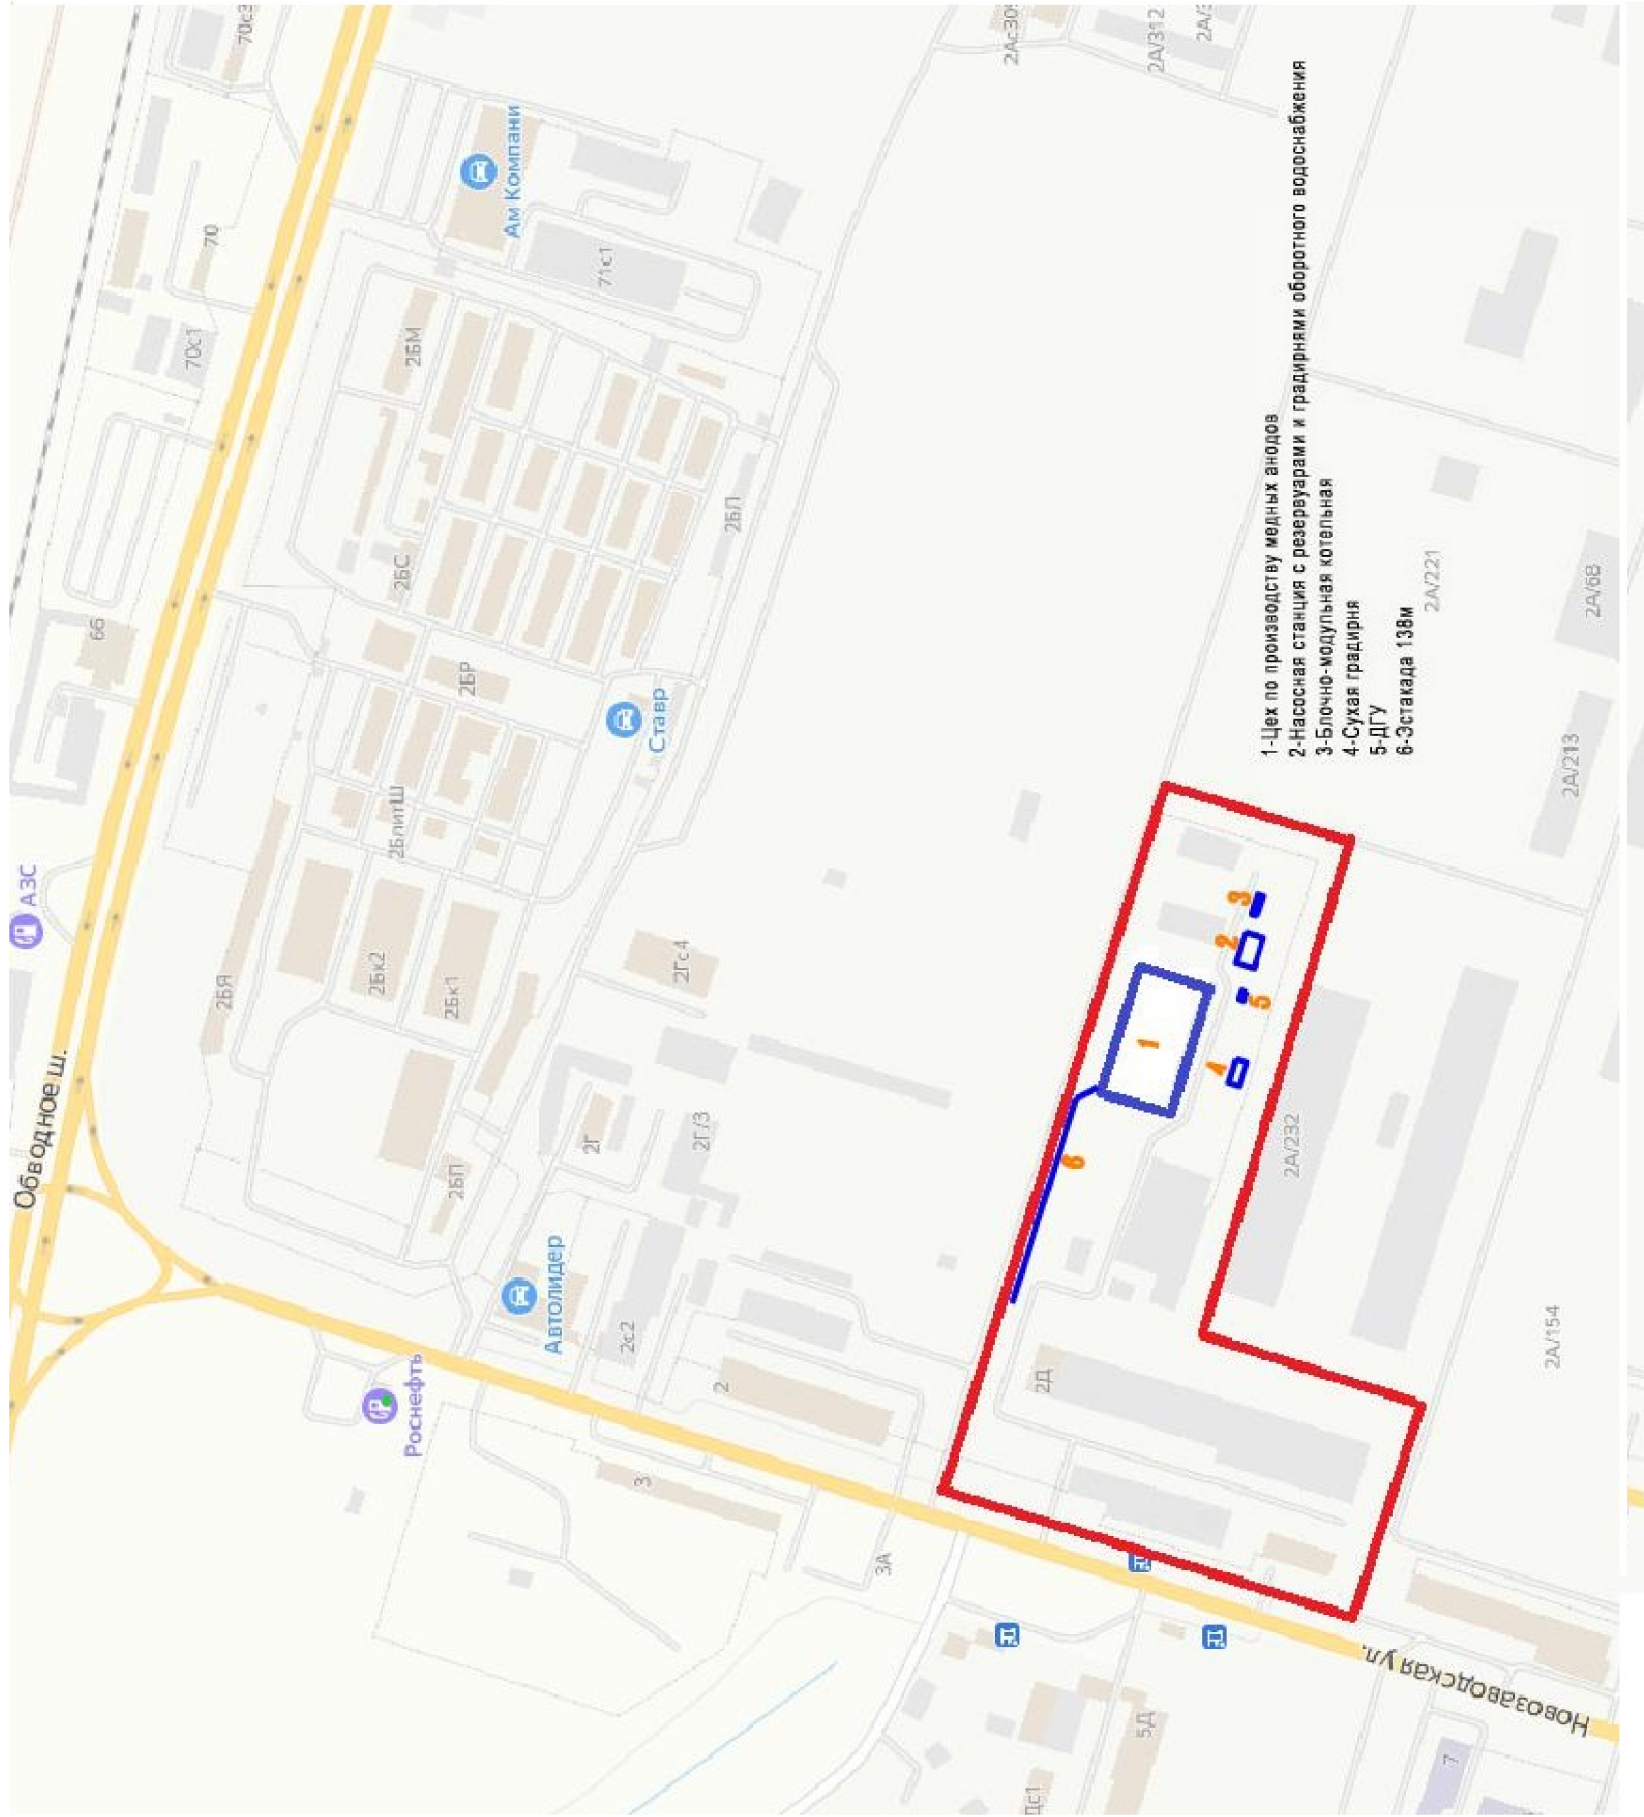 Обводное ш.
АЗС
66
70с1
70
Ам Компани
71с1
2БМ
2БС
2БЛ
2БР
Ставр
2БлитШ
2БЯ
2Бк2
2Бк1
2БП
2Гс4
2Г
2Г/3
Автолидер
2с2
2
Роснефть
3
3А
2Д
2А/312
2А/221
2А/68
2А/213
2А/232
2А/154
5Д
7
Новозаводская ул.
1
2
3
4
5
6
1-Цех по производству медных анодов
2-Насосная станция с резервуарами и градирнями оборотного водоснабжения
3-Блочно-модульная котельная
4-Сухая градирня
5-ДГУ
6-Эстакада 138м